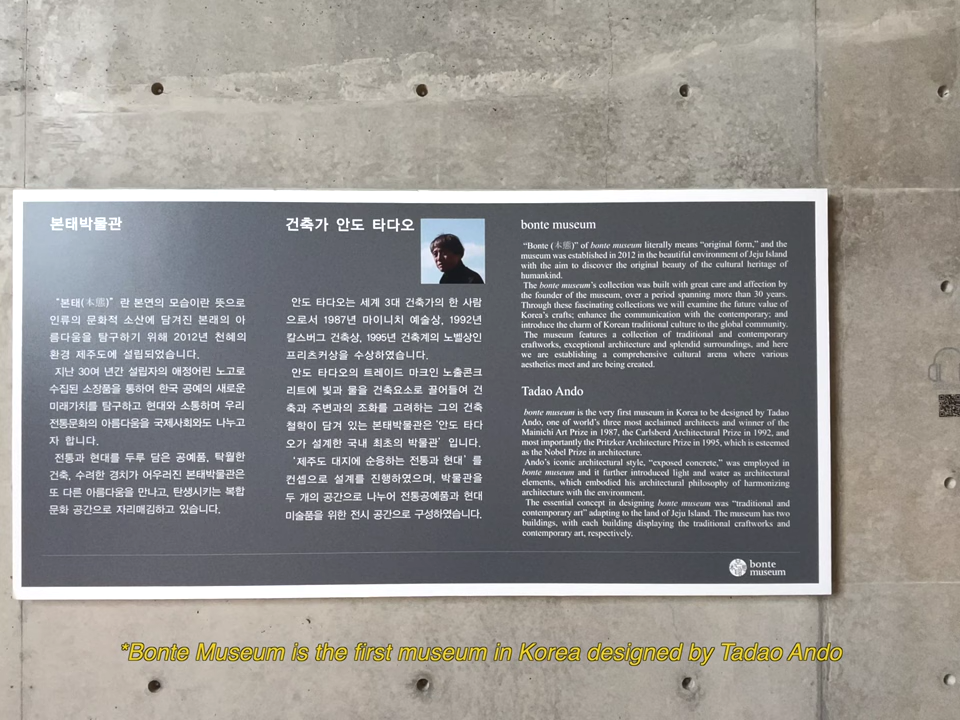 본태박물관
“본태(本態)” 란 본연의 모습이란 뜻으로
인류의 문화적 소산에 담겨진 본래의 아
름다움을 탐구하기 위해 2012년 천혜의
환경 제주도에 설립되었습니다.
지난 30여 년간 설립자의 애정어린 노고로
수집된 소장품을 통하여 한국 공예의 새로운
미래가치를 탐구하고 현대와 소통하며 우리
전통문화의 아름다움을 국제사회와도 나누고
자 합니다.
전통과 현대를 두루 담은 공예품, 탁월한
건축, 수려한 경치가 어우러진 본태박물관은
또 다른 아름다움을 만나고, 탄생시키는 복합
문화 공간으로 자리매김하고 있습니다.
건축가 안도 타다오
안도 타다오는 세계 3대 건축가의 한 사람
으로서 1987년 마이니치 예술상, 1992년
칼스버그 건축상, 1995년 건축계의 노벨상인
프리츠커상을 수상하였습니다.
안도 타다오의 트레이드 마크인 노출콘크
리트에 빛과 물을 건축요소로 끌어들여 건
축과 주변과의 조화를 고려하는 그의 건축
철학이 담겨 있는 본태박물관은 ‘안도 타다
오가 설계한 국내 최초의 박물관’ 입니다.
‘제주도 대지에 순응하는 전통과 현대’ 를
컨셉으로 설계를 진행하였으며, 박물관을
두 개의 공간으로 나누어 전통공예품과 현대
미술품을 위한 전시 공간으로 구성하였습니다.
bonte museum
“Bonte (本態)” of bonte museum literally means “original form,” and the
museum was established in 2012 in the beautiful environment of Jeju Island
with the aim to discover the original beauty of the cultural heritage of
humankind.
The bonte museum’s collection was built with great care and affection by
the founder of the museum, over a period spanning more than 30 years.
Through these fascinating collections we will examine the future value of
Korea’s crafts; enhance the communication with the contemporary; and
introduce the charm of Korean traditional culture to the global community.
The museum features a collection of traditional and contemporary
craftworks, exceptional architecture and splendid surroundings, and here
we are establishing a comprehensive cultural arena where various
aesthetics meet and are being created.
Tadao Ando
bonte museum is the very first museum in Korea to be designed by Tadao
Ando, one of world’s three most acclaimed architects and winner of the
Mainichi Art Prize in 1987, the Carlsberg Architectural Prize in 1992, and
most importantly the Pritzker Architecture Prize in 1995, which is esteemed
as the Nobel Prize in Architecture.
Ando’s iconic architectural style, “exposed concrete,” was employed in
bonte museum and it further introduced light and water as architectural
elements, which embodied his architectural philosophy of harmonizing
architecture with the environment.
The essential concept in designing bonte museum was “traditional and
contemporary art” adapting to the land of Jeju Island. The museum has two
buildings, with each building displaying the traditional craftworks and
contemporary art, respectively.
bonte
museum
*Bonte Museum is the first museum in Korea designed by Tadao Ando